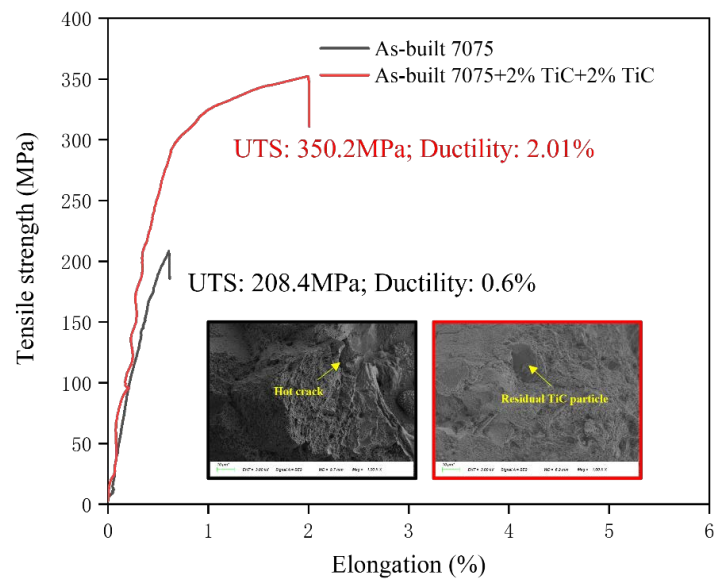 400
350
300
250
200
150
100
50
0
Tensile strength (MPa)
As-built 7075
As-built 7075+2% TiC+2% TiC
UTS: 350.2MPa; Ductility: 2.01%
UTS: 208.4MPa; Ductility: 0.6%
Hot crack
Residual TiC particle
0 1 2 3 4 5 6
Elongation (%)